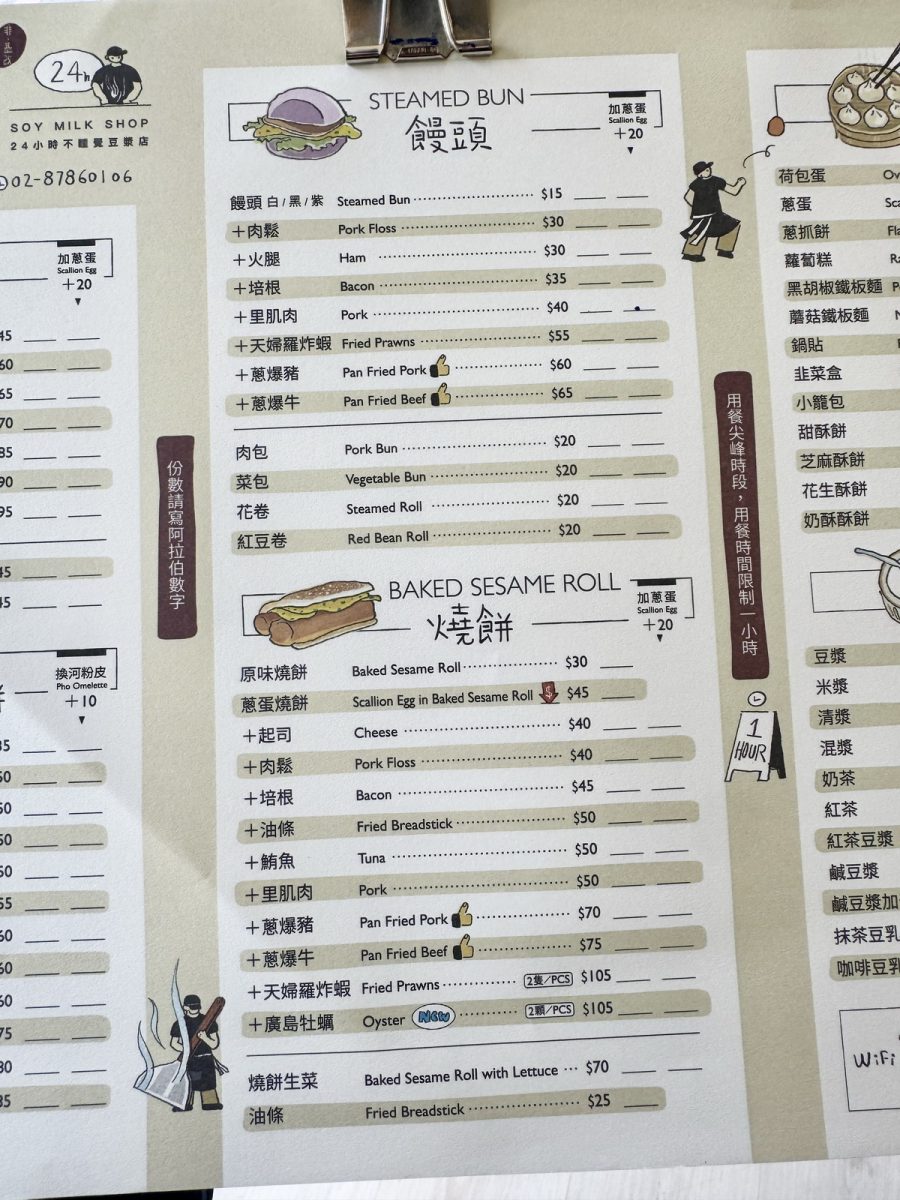 24h
SOY MILK SHOP
24小時不睡覺豆漿店
02-87860106
加蔥蛋
Scallion Egg
+20
換河粉皮
Pho Omelette
+10
份數請寫阿拉伯數字
STEAMED BUN
饅頭
加蔥蛋
Scallion Egg
+20
饅頭 白/黑/紫 Steamed Bun $15
+肉鬆 Pork Floss $30
+火腿 Ham $30
+培根 Bacon $35
+里肌肉 Pork $40
+天婦羅炸蝦 Fried Prawns $55
+蔥爆豬 Pan Fried Pork $60
+蔥爆牛 Pan Fried Beef $65
肉包 Pork Bun $20
菜包 Vegetable Bun $20
花卷 Steamed Roll $20
紅豆卷 Red Bean Roll $20
BAKED SESAME ROLL
燒餅
加蔥蛋
Scallion Egg
+20
原味燒餅 Baked Sesame Roll $30
蔥蛋燒餅 Scallion Egg in Baked Sesame Roll $45
+起司 Cheese $40
+肉鬆 Pork Floss $40
+培根 Bacon $45
+油條 Fried Breadstick $50
+鮪魚 Tuna $50
+里肌肉 Pork $50
+蔥爆豬 Pan Fried Pork $70
+蔥爆牛 Pan Fried Beef $75
+天婦羅炸蝦 Fried Prawns 2隻/PCS $105
+廣島牡蠣 Oyster NEW 2顆/PCS $105
燒餅生菜 Baked Sesame Roll with Lettuce $70
油條 Fried Breadstick $25
用餐尖峰時段，用餐時間限制一小時
1 HOUR
荷包蛋
蔥蛋
蔥抓餅
蘿蔔糕
黑胡椒鐵板麵
蘑菇鐵板麵
鍋貼
韭菜盒
小籠包
甜酥餅
芝麻酥餅
花生酥餅
奶酥酥餅
豆漿
米漿
清漿
混漿
奶茶
紅茶
紅茶豆漿
鹹豆漿
鹹豆漿加
抹茶豆乳
咖啡豆乳
WiFi